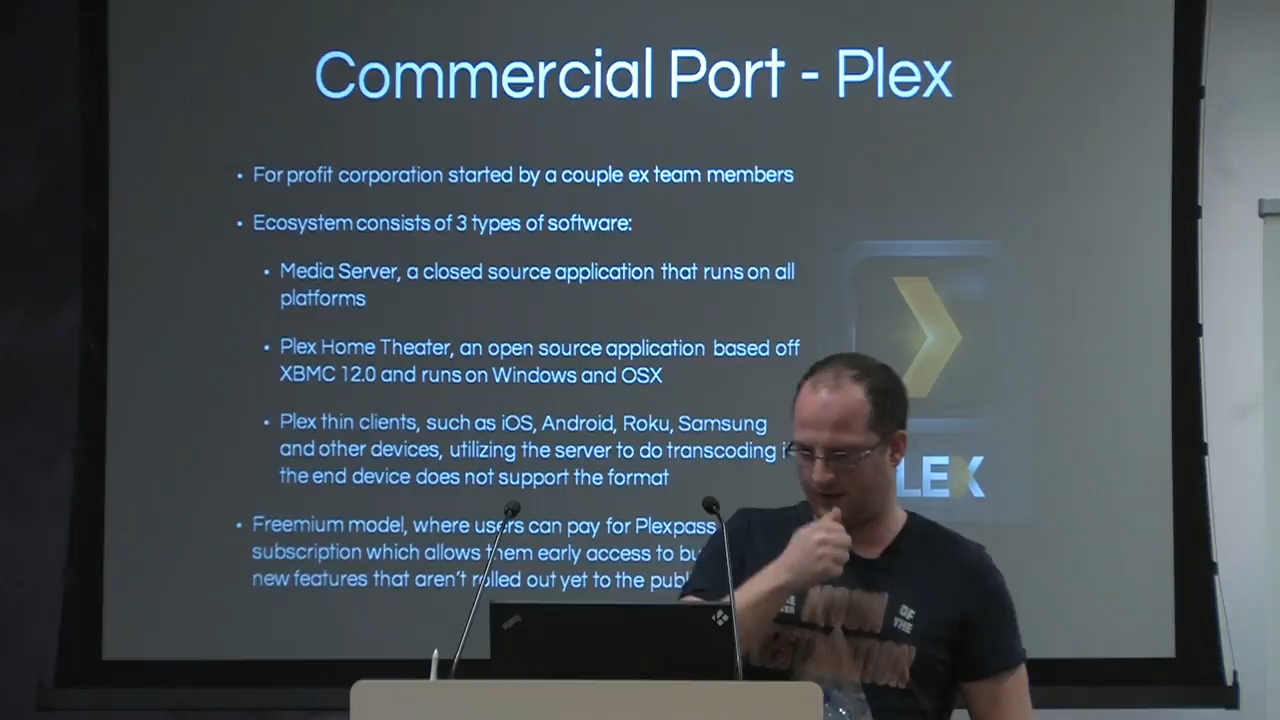 Commercial Port - Plex
• For profit corporation started by a couple ex team members
• Ecosystem consists of 3 types of software:
• Media Server, a closed source application that runs on all
platforms
• Plex Home Theater, an open source application based off
XBMC 12.0 and runs on Windows and OSX
• Plex thin clients, such as iOS, Android, Roku, Samsung
and other devices, utilizing the server to do transcoding
the end device does not support the format
LEX
• Freemium model, where users can pay for Plexpass
subscription which allows them early access to
new features that aren't rolled out yet to the
OF
THE